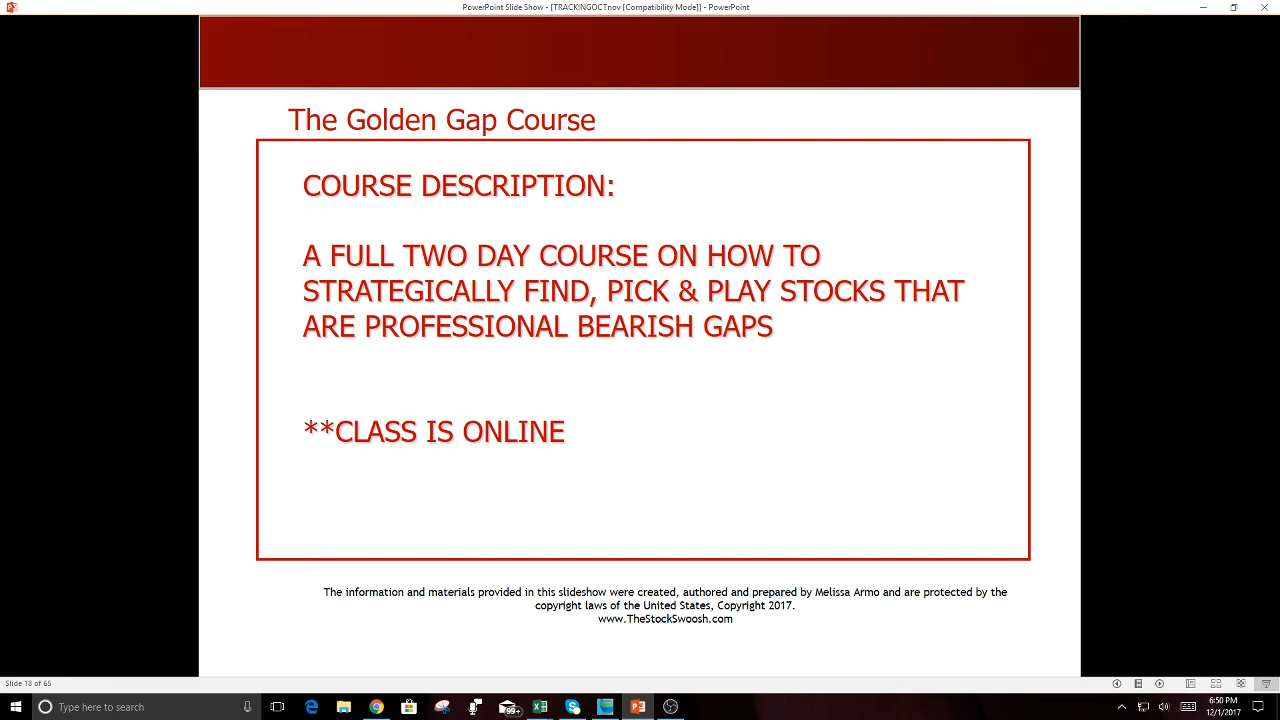 PowerPoint Slide Show - [TRACKINGOCTnov [Compatibility Mode]] - PowerPoint
The Golden Gap Course
COURSE DESCRIPTION:
A FULL TWO DAY COURSE ON HOW TO
STRATEGICALLY FIND, PICK & PLAY STOCKS THAT
ARE PROFESSIONAL BEARISH GAPS
**CLASS IS ONLINE
The information and materials provided in this slideshow were created, authored and prepared by Melissa Armo and are protected by the
copyright laws of the United States, Copyright 2017.
www.TheStockSwoosh.com
Slide 18 of 65
Type here to search
99+
6:50 PM
12/1/2017